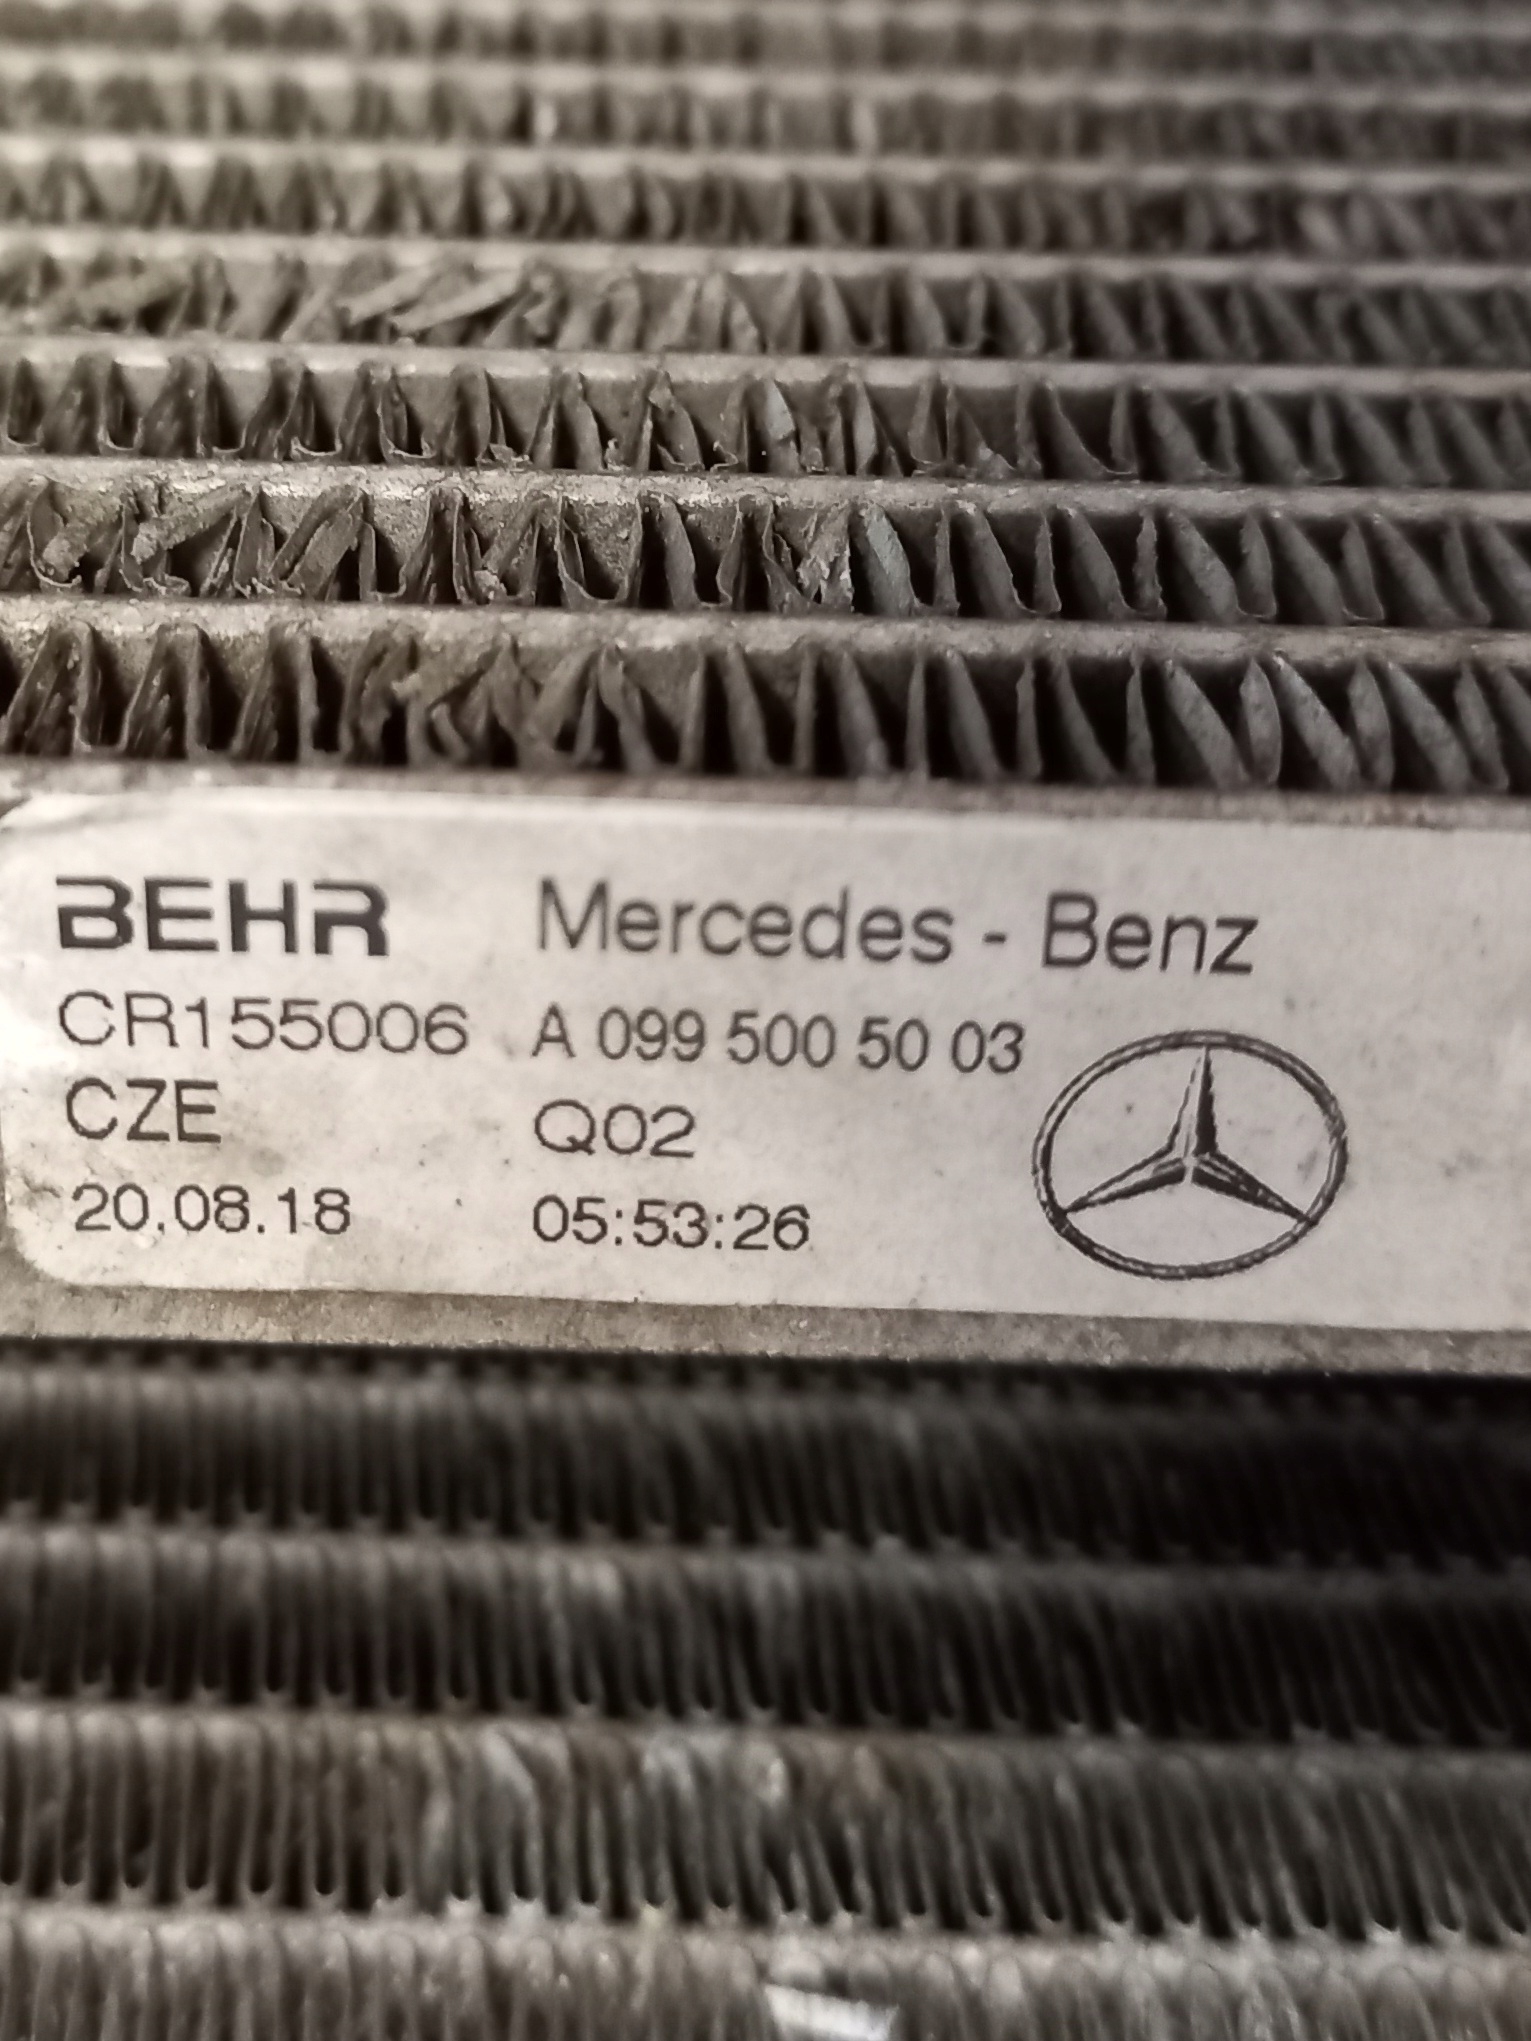 BEHR Mercedes - Benz
CR155006 A 099 500 50 03
CZE Q02
20.08.18 05:53:26